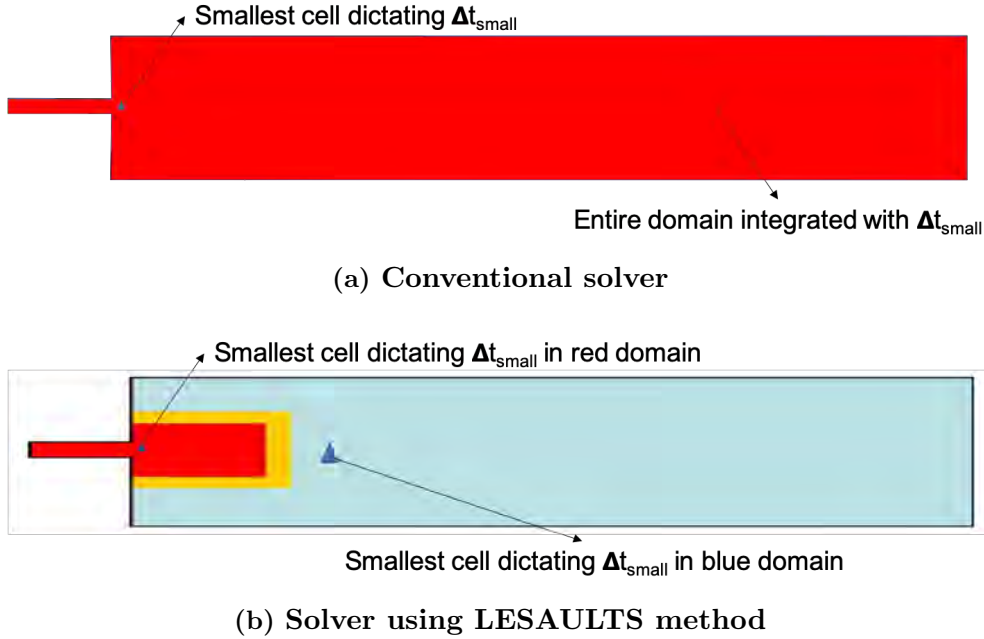 Smallest cell dictating Δt_small
Entire domain integrated with Δt_small
(a) Conventional solver
Smallest cell dictating Δt_small in red domain
Smallest cell dictating Δt_small in blue domain
(b) Solver using LESAULTS method